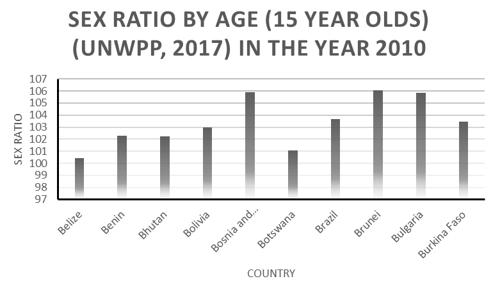 SEX RATIO BY AGE (15 YEAR OLDS)
(UNWPP, 2017) IN THE YEAR 2010
107
106
105
104
103
102
101
100
99
98
97
SEX RATIO
Belize
Benin
Bhutan
Bolivia
Bosnia and...
Botswana
Brazil
Brunei
Bulgaria
Burkina Faso
COUNTRY